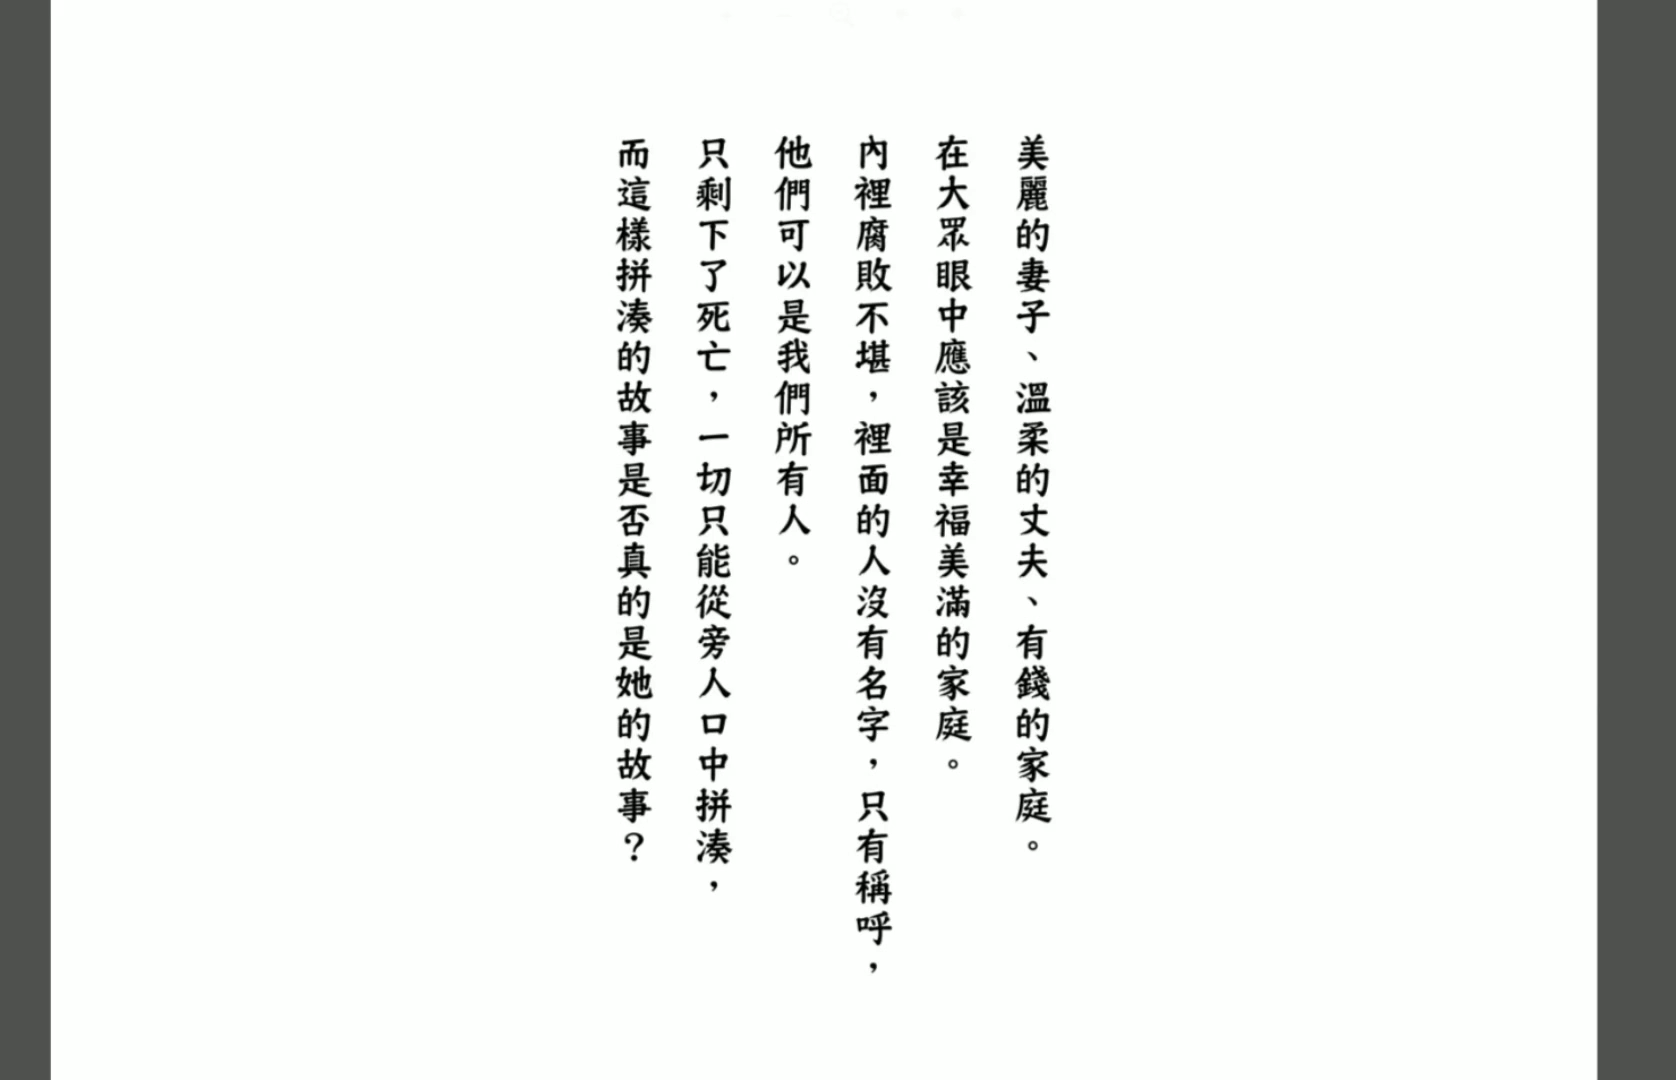 美麗的妻子、溫柔的丈夫、有錢的家庭。
在大眾眼中應該是幸福美滿的家庭。
內裡腐敗不堪，裡面的人沒有名字，只有稱呼，
他們可以是我們所有人。
只剩下了死亡，一切只能從旁人口中拼湊，
而這樣拼湊的故事是否真的是她的故事？